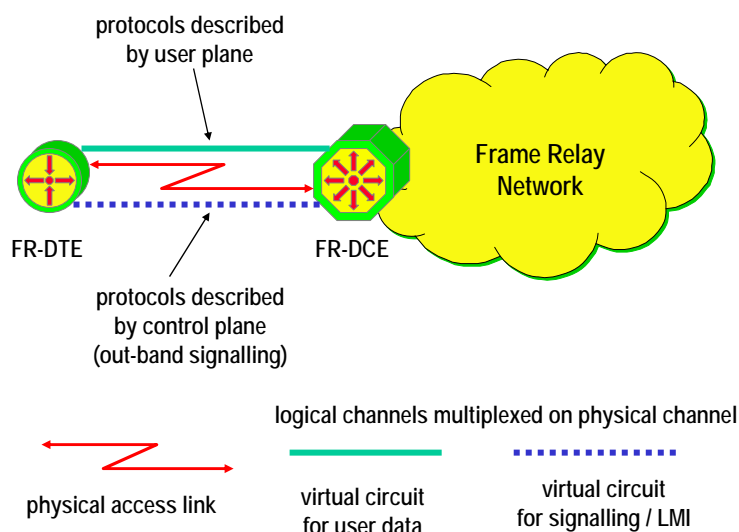 protocols described
by user plane
Frame Relay
Network
FR-DTE
FR-DCE
protocols described
by control plane
(out-band signalling)
logical channels multiplexed on physical channel
physical access link
virtual circuit
for user data
virtual circuit
for signalling / LMI